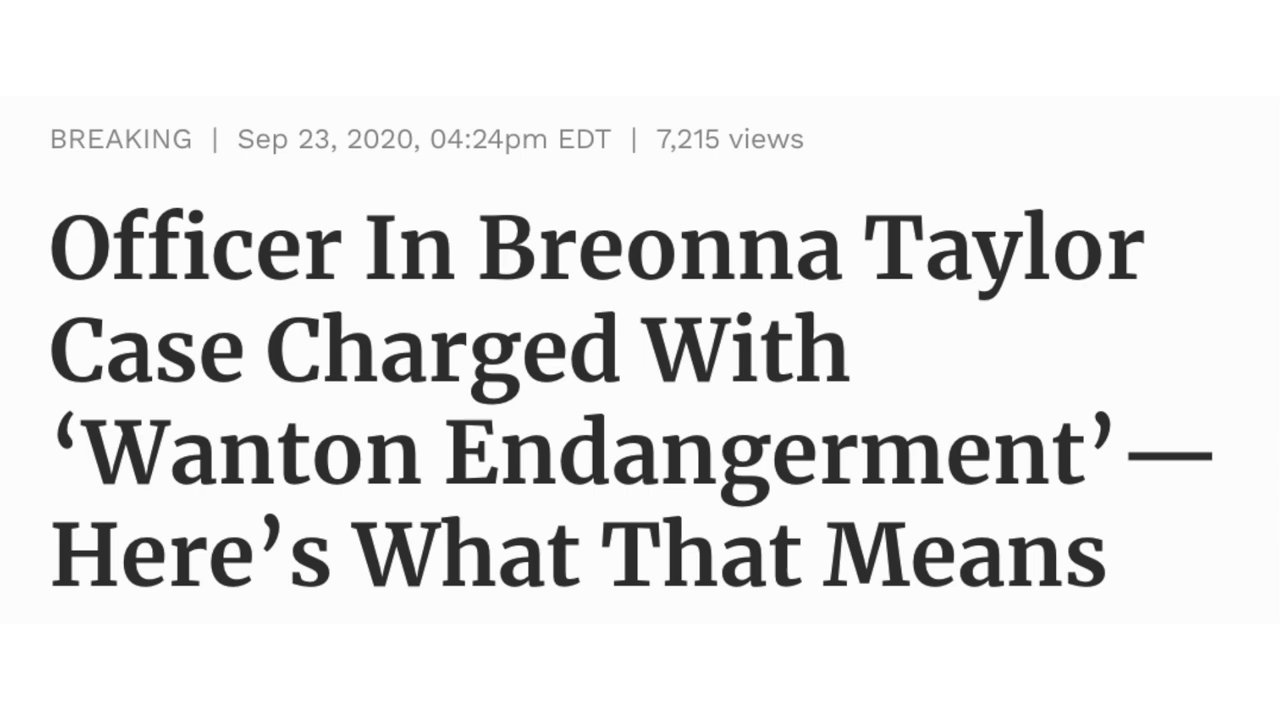 BREAKING | Sep 23, 2020, 04:24pm EDT | 7,215 views
Officer In Breonna Taylor
Case Charged With
‘Wanton Endangerment’—
Here’s What That Means